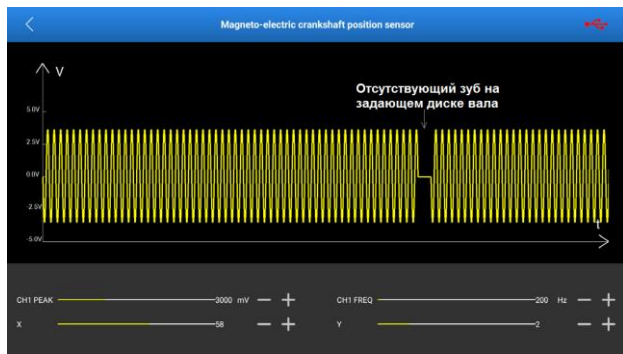 Magneto-electric crankshaft position sensor
V
Отсутствующий зуб на
задающем диске вала
5.0V
2.5V
0.0V
-2.5V
-5.0V
t
CH1 PEAK 3000 mV
CH1 FREQ 200 Hz
X 58
Y 2